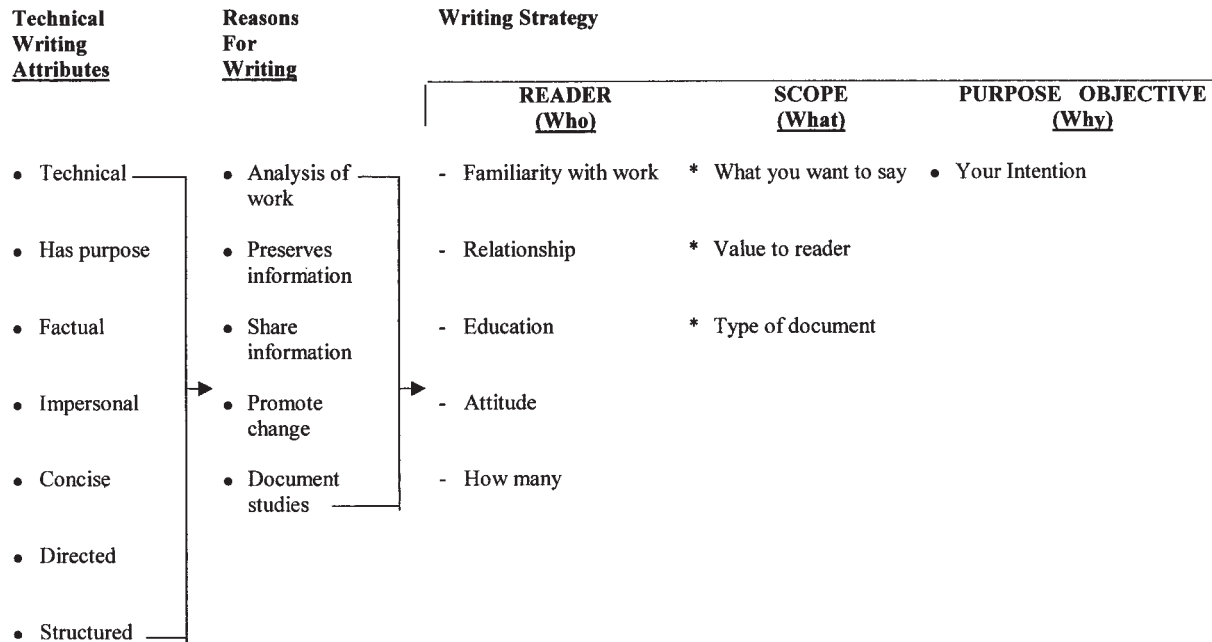 Technical
Writing
Attributes
Reasons
For
Writing
Writing Strategy
READER
(Who)
SCOPE
(What)
PURPOSE OBJECTIVE
(Why)
• Technical
• Has purpose
• Factual
• Impersonal
• Concise
• Directed
• Structured
• Analysis of
work
• Preserves
information
• Share
information
• Promote
change
• Document
studies
- Familiarity with work
- Relationship
- Education
- Attitude
- How many
* What you want to say
* Value to reader
* Type of document
• Your Intention